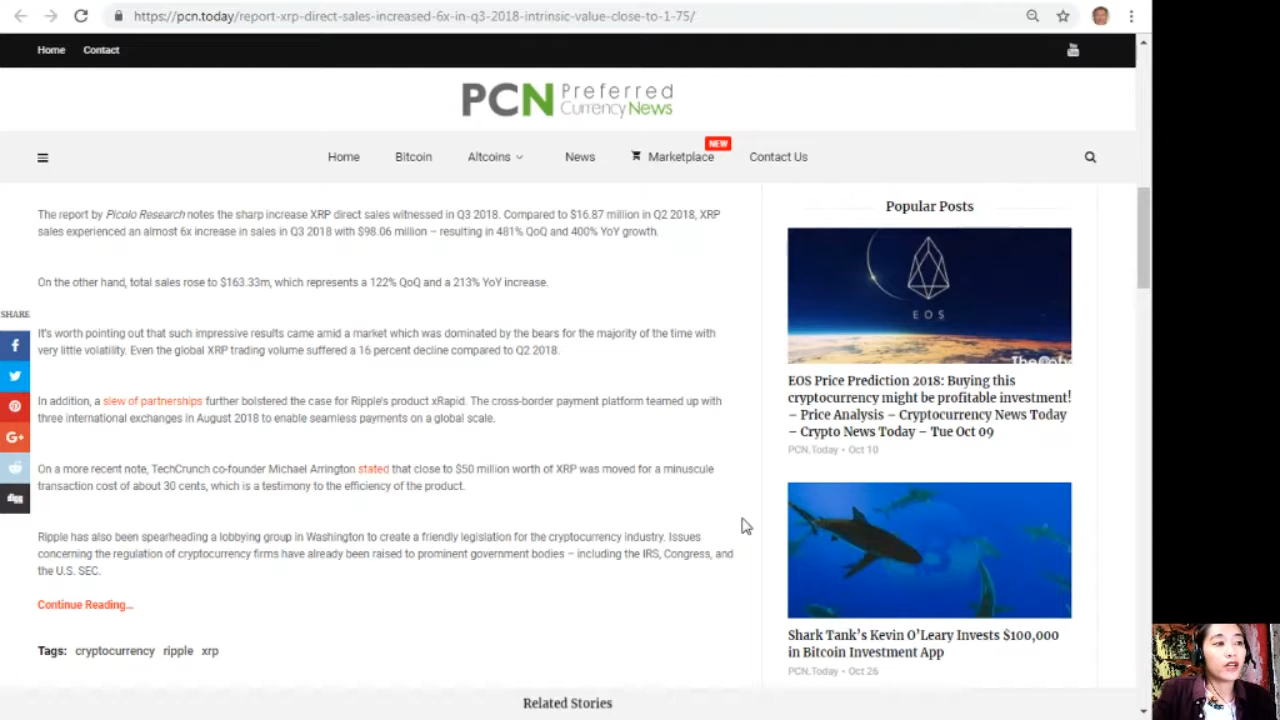 https://pcn.today/report-xrp-direct-sales-increased-6x-in-q3-2018-intrinsic-value-close-to-1-75/
Home Contact
PCN Preferred Currency News
Home Bitcoin Altcoins News Marketplace NEW Contact Us
The report by Picolo Research notes the sharp increase XRP direct sales witnessed in Q3 2018. Compared to $16.87 million in Q2 2018, XRP
sales experienced an almost 6x increase in sales in Q3 2018 with $98.06 million – resulting in 481% QoQ and 400% YoY growth.
On the other hand, total sales rose to $163.33m, which represents a 122% QoQ and a 213% YoY increase.
SHARE
It's worth pointing out that such impressive results came amid a market which was dominated by the bears for the majority of the time with
very little volatility. Even the global XRP trading volume suffered a 16 percent decline compared to Q2 2018.
In addition, a slew of partnerships further bolstered the case for Ripple's product xRapid. The cross-border payment platform teamed up with
three international exchanges in August 2018 to enable seamless payments on a global scale.
On a more recent note, TechCrunch co-founder Michael Arrington stated that close to $50 million worth of XRP was moved for a minuscule
transaction cost of about 30 cents, which is a testimony to the efficiency of the product.
Ripple has also been spearheading a lobbying group in Washington to create a friendly legislation for the cryptocurrency industry. Issues
concerning the regulation of cryptocurrency firms have already been raised to prominent government bodies – including the IRS, Congress, and
the U.S. SEC.
Continue Reading...
Tags: cryptocurrency ripple xrp
Related Stories
Popular Posts
EOS
EOS Price Prediction 2018: Buying this
cryptocurrency might be profitable investment!
– Price Analysis – Cryptocurrency News Today
– Crypto News Today – Tue Oct 09
PCN.Today - Oct 10
Shark Tank's Kevin O'Leary Invests $100,000
in Bitcoin Investment App
PCN.Today - Oct 26